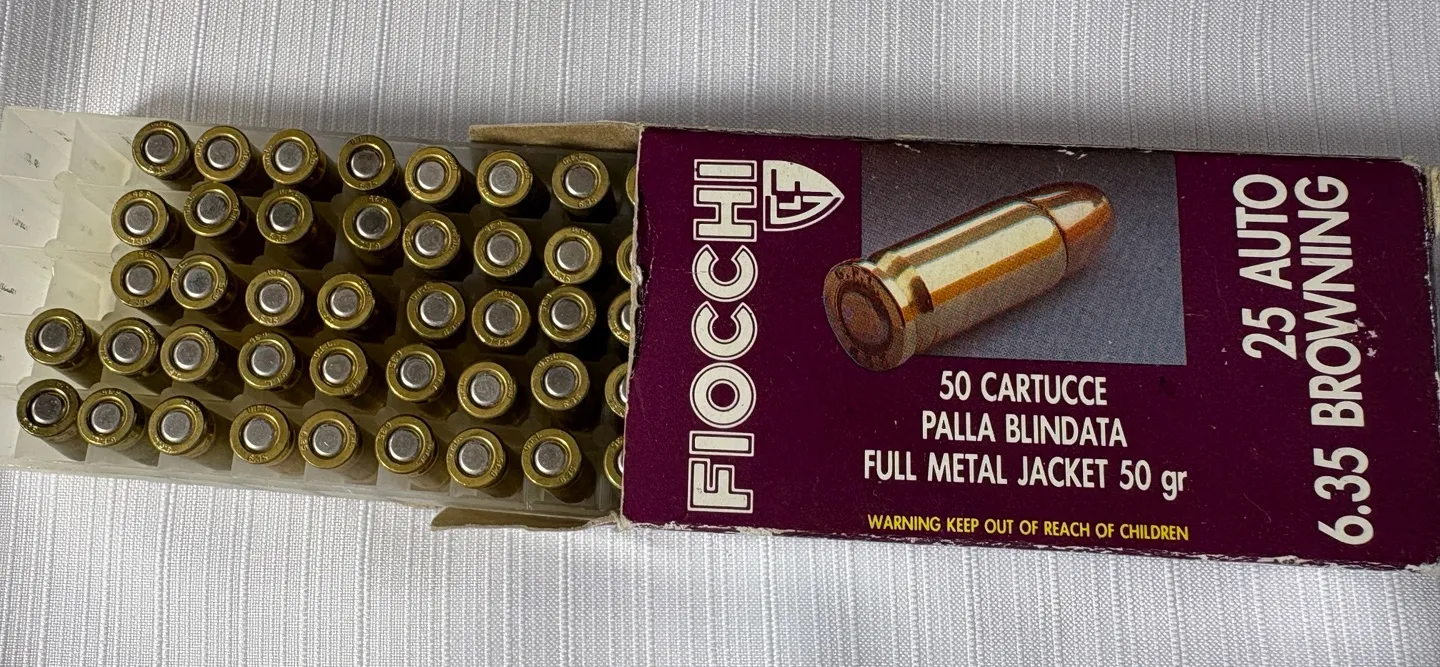 FIOCCHI
GFL
50 CARTUCCE
PALLA BLINDATA
FULL METAL JACKET 50 gr
WARNING KEEP OUT OF REACH OF CHILDREN
25 AUTO
6.35 BROWNING